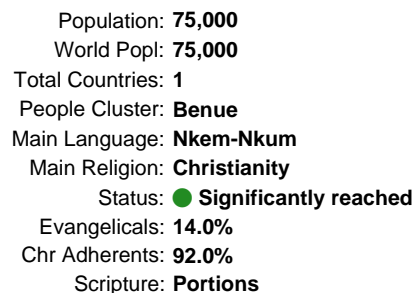 Population: 75,000
World Popl: 75,000
Total Countries: 1
People Cluster: Benue
Main Language: Nkem-Nkum
Main Religion: Christianity
Status: Significantly reached
Evangelicals: 14.0%
Chr Adherents: 92.0%
Scripture: Portions